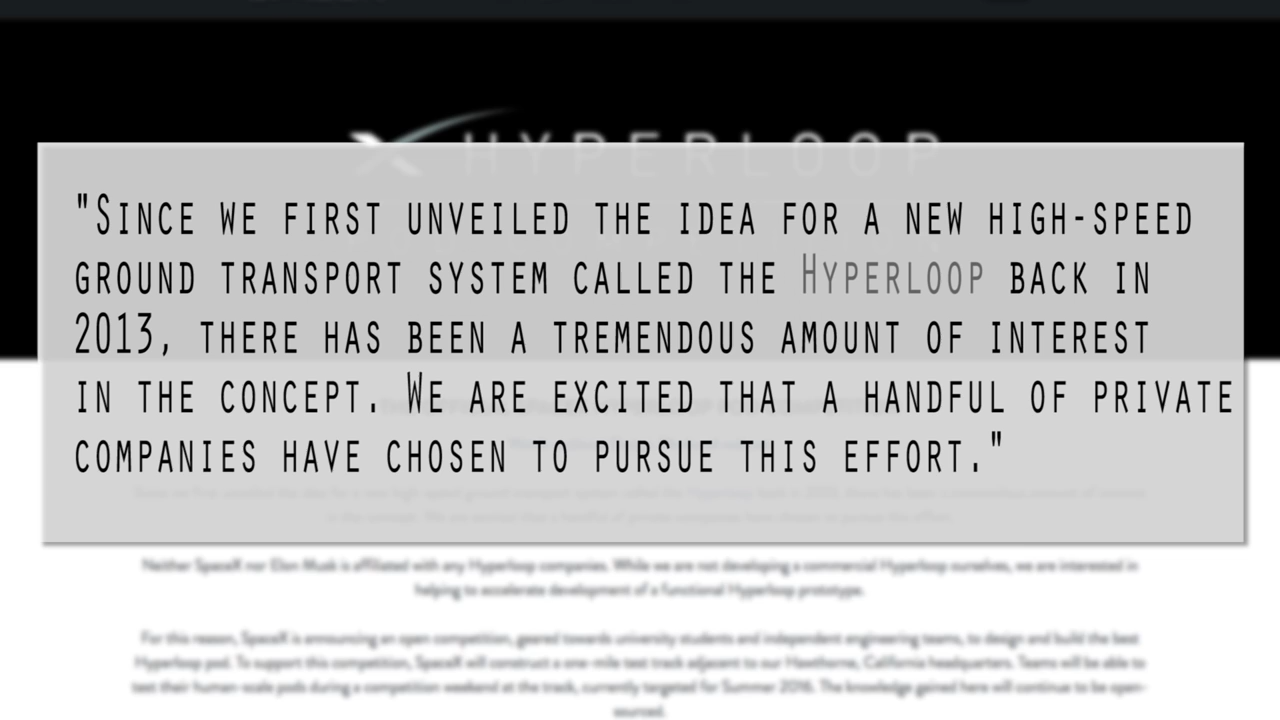 HYPERLOOP
"Since we first unveiled the idea for a new high-speed
ground transport system called the Hyperloop back in
2013, there has been a tremendous amount of interest
in the concept. We are excited that a handful of private
companies have chosen to pursue this effort."
Neither SpaceX nor Elon Musk is affiliated with any Hyperloop companies. While we are not developing a commercial Hyperloop ourselves, we are interested in
helping to accelerate development of a functional Hyperloop prototype.
For this reason, SpaceX is announcing an open competition, geared towards university students and independent engineering teams, to design and build the best
Hyperloop pod. To support this competition, SpaceX will construct a one-mile test track adjacent to our Hawthorne, California headquarters. Teams will be able to
test their human-scale pods during a competition weekend at the track, currently targeted for Summer 2016. The knowledge gained here will continue to be open-
sourced.